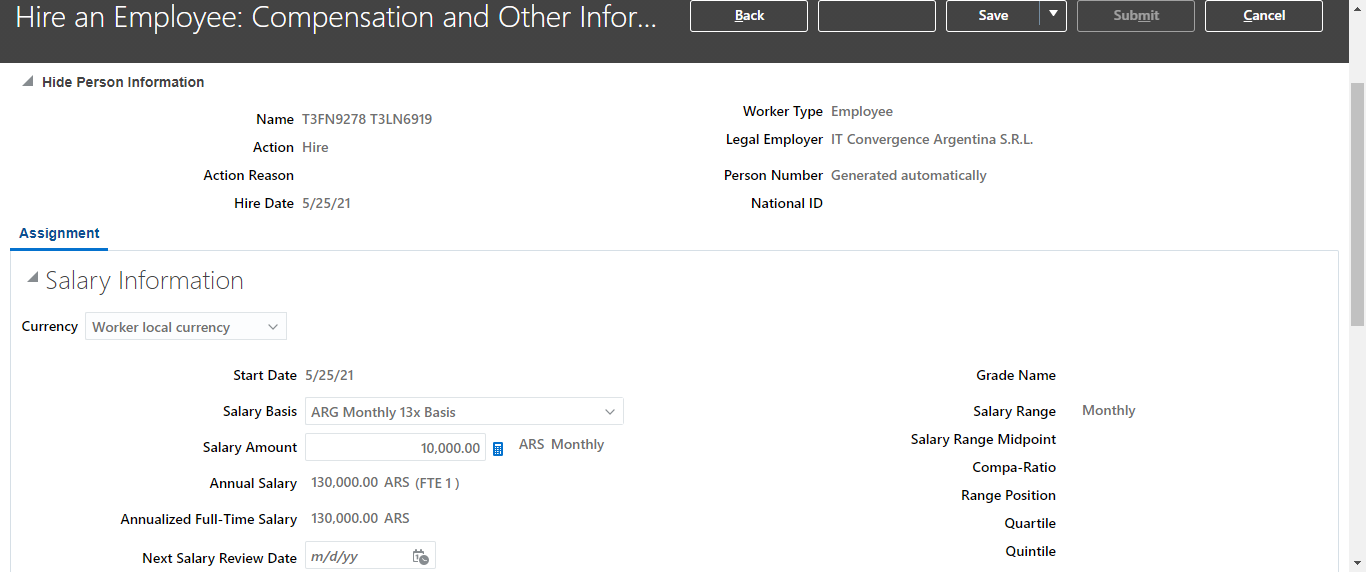 Hire an Employee: Compensation and Other Infor...
Back
Save
Submit
Cancel
Hide Person Information
Name T3FN9278 T3LN6919
Action Hire
Action Reason
Hire Date 5/25/21
Worker Type Employee
Legal Employer IT Convergence Argentina S.R.L.
Person Number Generated automatically
National ID
Assignment
Salary Information
Currency Worker local currency
Start Date 5/25/21
Salary Basis ARG Monthly 13x Basis
Salary Amount 10,000.00 ARS Monthly
Annual Salary 130,000.00 ARS (FTE 1 )
Annualized Full-Time Salary 130,000.00 ARS
Next Salary Review Date m/d/yy
Grade Name
Salary Range Monthly
Salary Range Midpoint
Compa-Ratio
Range Position
Quartile
Quintile